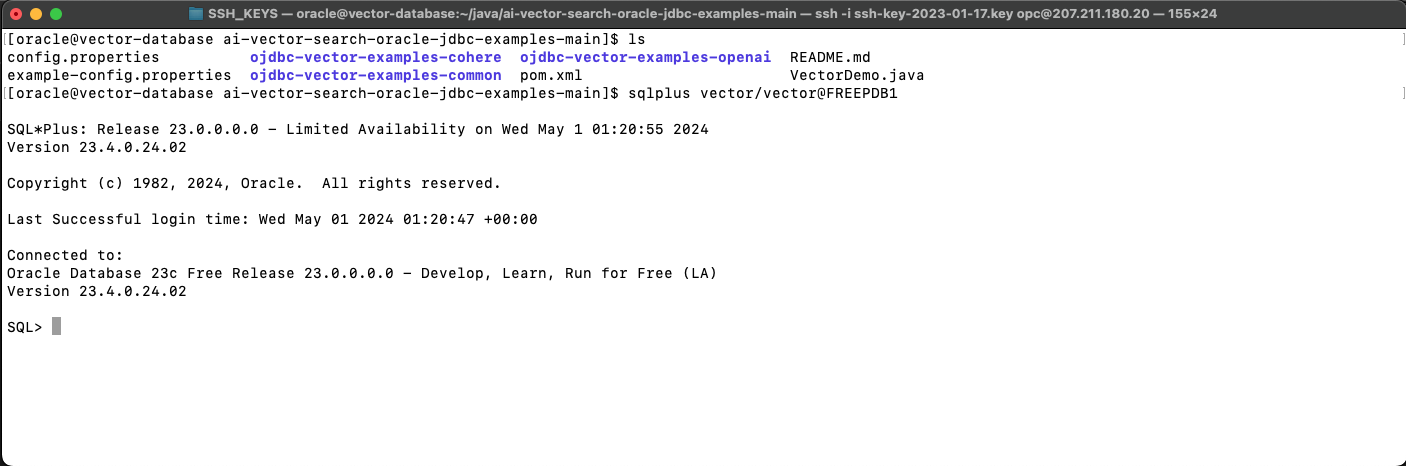 SSH_KEYS — oracle@vector-database:~/java/ai-vector-search-oracle-jdbc-examples-main — ssh -i ssh-key-2023-01-17.key opc@207.211.180.20 — 155×24
[oracle@vector-database ai-vector-search-oracle-jdbc-examples-main]$ ls
config.properties          ojdbc-vector-examples-cohere  ojdbc-vector-examples-openai  README.md
example-config.properties  ojdbc-vector-examples-common  pom.xml                       VectorDemo.java
[oracle@vector-database ai-vector-search-oracle-jdbc-examples-main]$ sqlplus vector/vector@FREEPDB1
SQL*Plus: Release 23.0.0.0.0 - Limited Availability on Wed May 1 01:20:55 2024
Version 23.4.0.24.02
Copyright (c) 1982, 2024, Oracle.  All rights reserved.
Last Successful login time: Wed May 01 2024 01:20:47 +00:00
Connected to:
Oracle Database 23c Free Release 23.0.0.0.0 - Develop, Learn, Run for Free (LA)
Version 23.4.0.24.02
SQL>